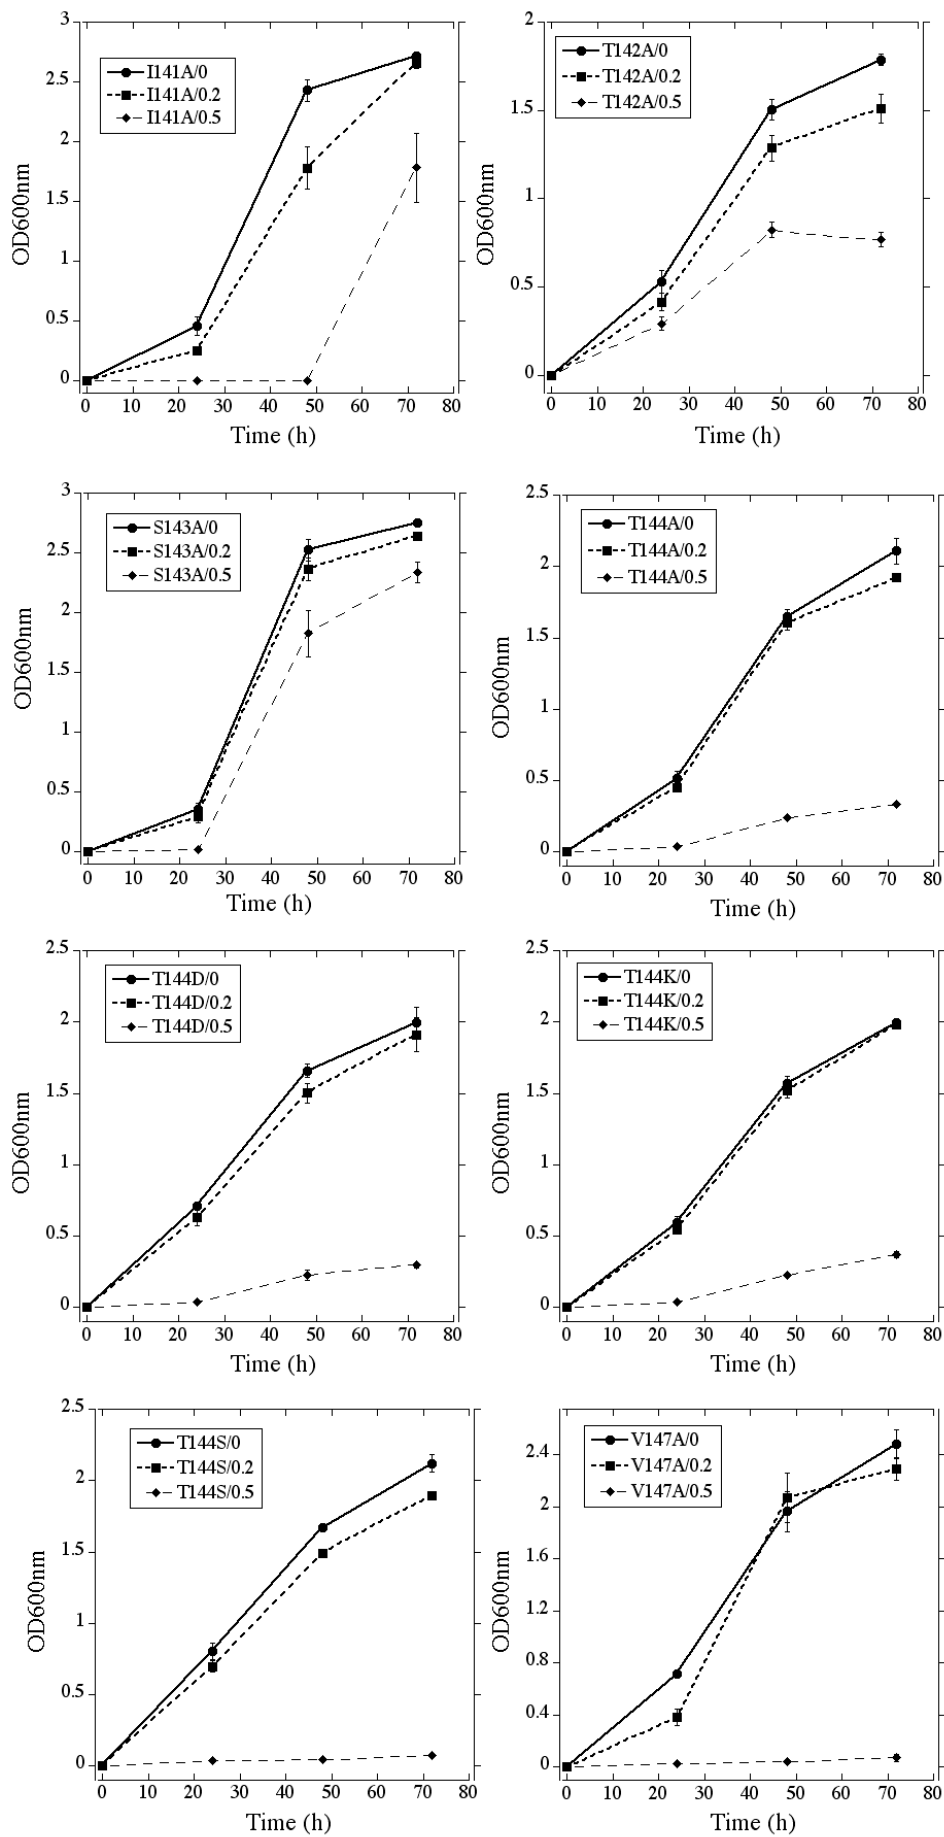 3
2.5
2
1.5
1
0.5
0
OD600nm
I141A/0
I141A/0.2
I141A/0.5
0 10 20 30 40 50 60 70 80
Time (h)
2
1.5
1
0.5
0
OD600nm
T142A/0
T142A/0.2
T142A/0.5
0 10 20 30 40 50 60 70 80
Time (h)
3
2.5
2
1.5
1
0.5
0
OD600nm
S143A/0
S143A/0.2
S143A/0.5
0 10 20 30 40 50 60 70 80
Time (h)
2.5
2
1.5
1
0.5
0
OD600nm
T144A/0
T144A/0.2
T144A/0.5
0 10 20 30 40 50 60 70 80
Time (h)
2.5
2
1.5
1
0.5
0
OD600nm
T144D/0
T144D/0.2
T144D/0.5
0 10 20 30 40 50 60 70 80
Time (h)
2.5
2
1.5
1
0.5
0
OD600nm
T144K/0
T144K/0.2
T144K/0.5
0 10 20 30 40 50 60 70 80
Time (h)
2.5
2
1.5
1
0.5
0
OD600nm
T144S/0
T144S/0.2
T144S/0.5
0 10 20 30 40 50 60 70 80
Time (h)
2.4
2
1.6
1.2
0.8
0.4
0
OD600nm
V147A/0
V147A/0.2
V147A/0.5
0 10 20 30 40 50 60 70 80
Time (h)